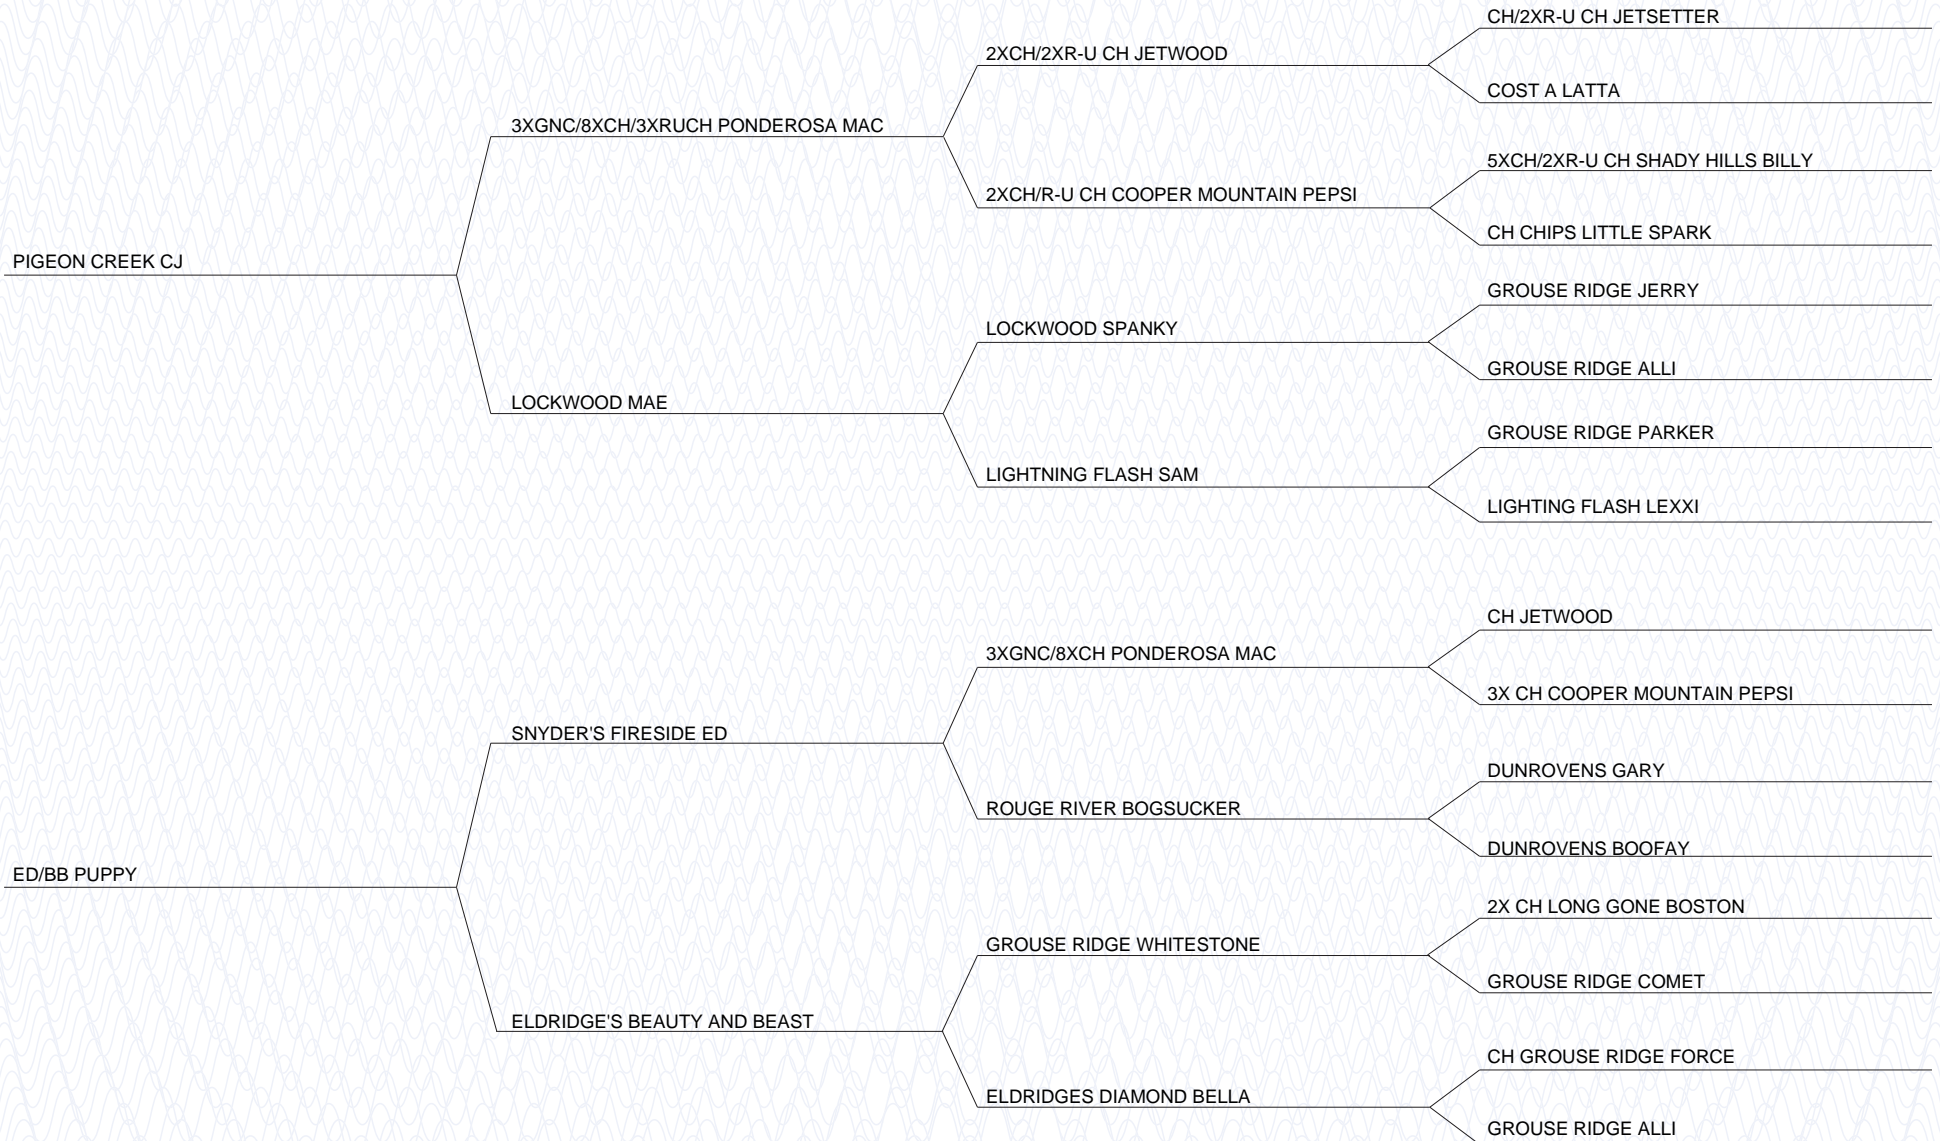 CH/2XR-U CH JETSETTER
2XCH/2XR-U CH JETWOOD
COST A LATTA
3XGNC/8XCH/3XRUCH PONDEROSA MAC
5XCH/2XR-U CH SHADY HILLS BILLY
2XCH/R-U CH COOPER MOUNTAIN PEPSI
CH CHIPS LITTLE SPARK
PIGEON CREEK CJ
GROUSE RIDGE JERRY
LOCKWOOD SPANKY
GROUSE RIDGE ALLI
LOCKWOOD MAE
GROUSE RIDGE PARKER
LIGHTNING FLASH SAM
LIGHTING FLASH LEXXI
CH JETWOOD
3XGNC/8XCH PONDEROSA MAC
3X CH COOPER MOUNTAIN PEPSI
SNYDER'S FIRESIDE ED
DUNROVENS GARY
ROUGE RIVER BOGSUCKER
DUNROVENS BOOFAY
ED/BB PUPPY
2X CH LONG GONE BOSTON
GROUSE RIDGE WHITESTONE
GROUSE RIDGE COMET
ELDRIDGE'S BEAUTY AND BEAST
CH GROUSE RIDGE FORCE
ELDRIDGES DIAMOND BELLA
GROUSE RIDGE ALLI